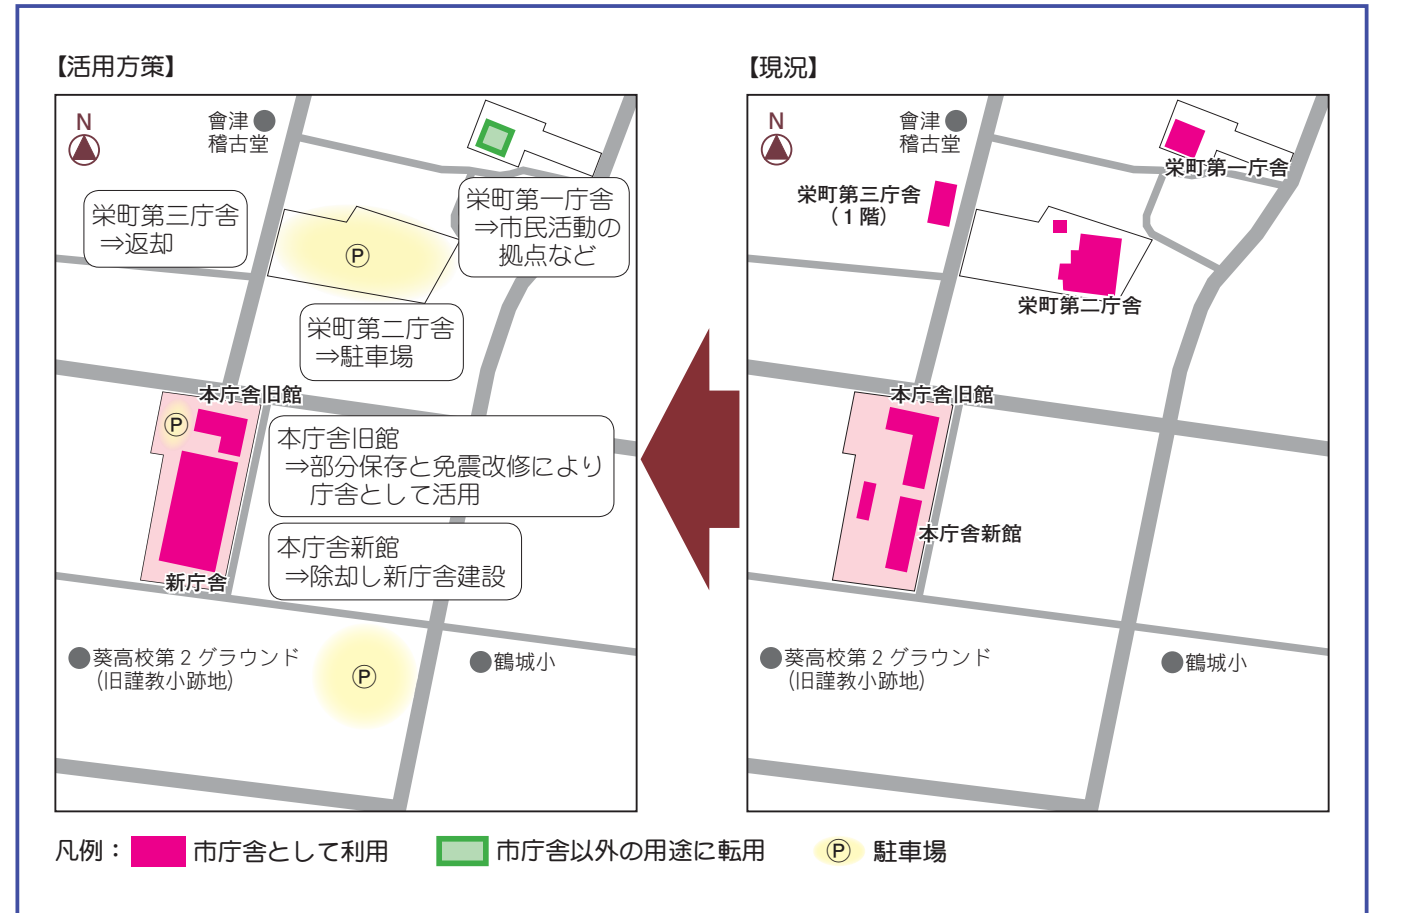 【活用方策】
N
會津
稽古堂
栄町第三庁舎
⇒返却
栄町第一庁舎
⇒市民活動の
拠点など
P
栄町第二庁舎
⇒駐車場
本庁舎旧館
P
本庁舎旧館
⇒部分保存と免震改修により
庁舎として活用
本庁舎新館
⇒除却し新庁舎建設
新庁舎
葵高校第2グラウンド
(旧謹教小跡地)
P
鶴城小
【現況】
N
會津
稽古堂
栄町第一庁舎
栄町第三庁舎
(1階)
栄町第二庁舎
本庁舎旧館
本庁舎新館
葵高校第2グラウンド
(旧謹教小跡地)
鶴城小
凡例: 市庁舎として利用 市庁舎以外の用途に転用 P 駐車場